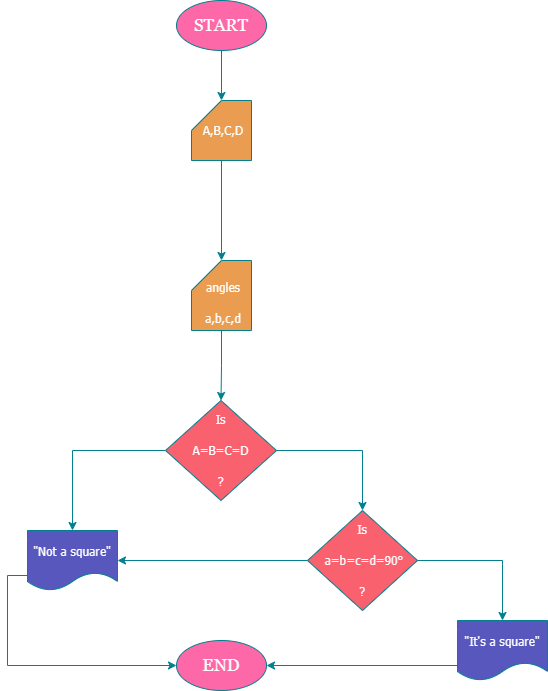 START
A,B,C,D
angles
a,b,c,d
Is
A=B=C=D
?
Is
a=b=c=d=90°
?
"Not a square"
"It's a square"
END